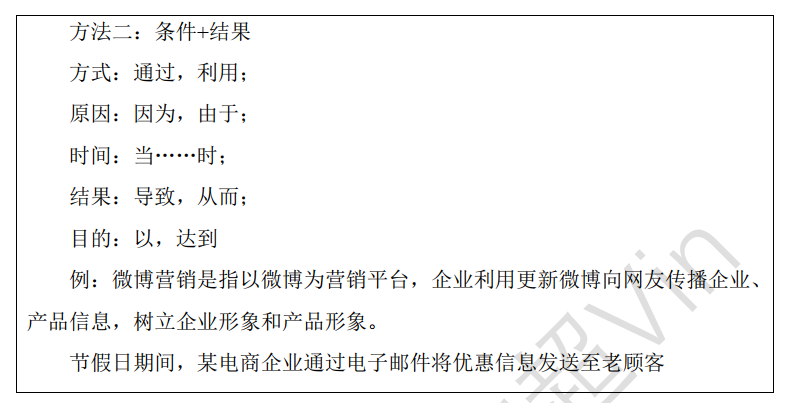 方法二：条件+结果
方式：通过，利用；
原因：因为，由于；
时间：当……时；
结果：导致，从而；
目的：以，达到
例：微博营销是指以微博为营销平台，企业利用更新微博向网友传播企业、
产品信息，树立企业形象和产品形象。
节假日期间，某电商企业通过电子邮件将优惠信息发送至老顾客
超Vin